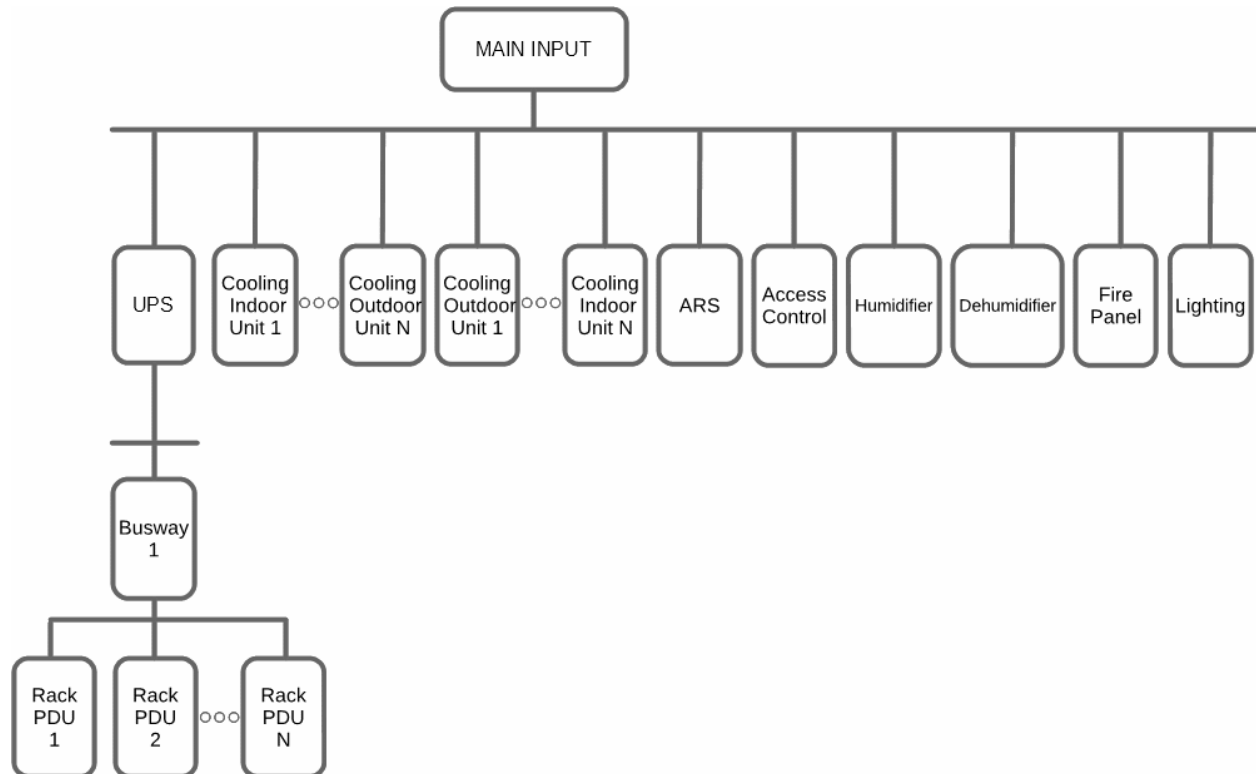 MAIN INPUT
UPS
Cooling
Indoor
Unit 1
Cooling
Outdoor
Unit N
Cooling
Outdoor
Unit 1
Cooling
Indoor
Unit N
ARS
Access
Control
Humidifier
Dehumidifier
Fire
Panel
Lighting
Busway
1
Rack
PDU
1
Rack
PDU
2
Rack
PDU
N